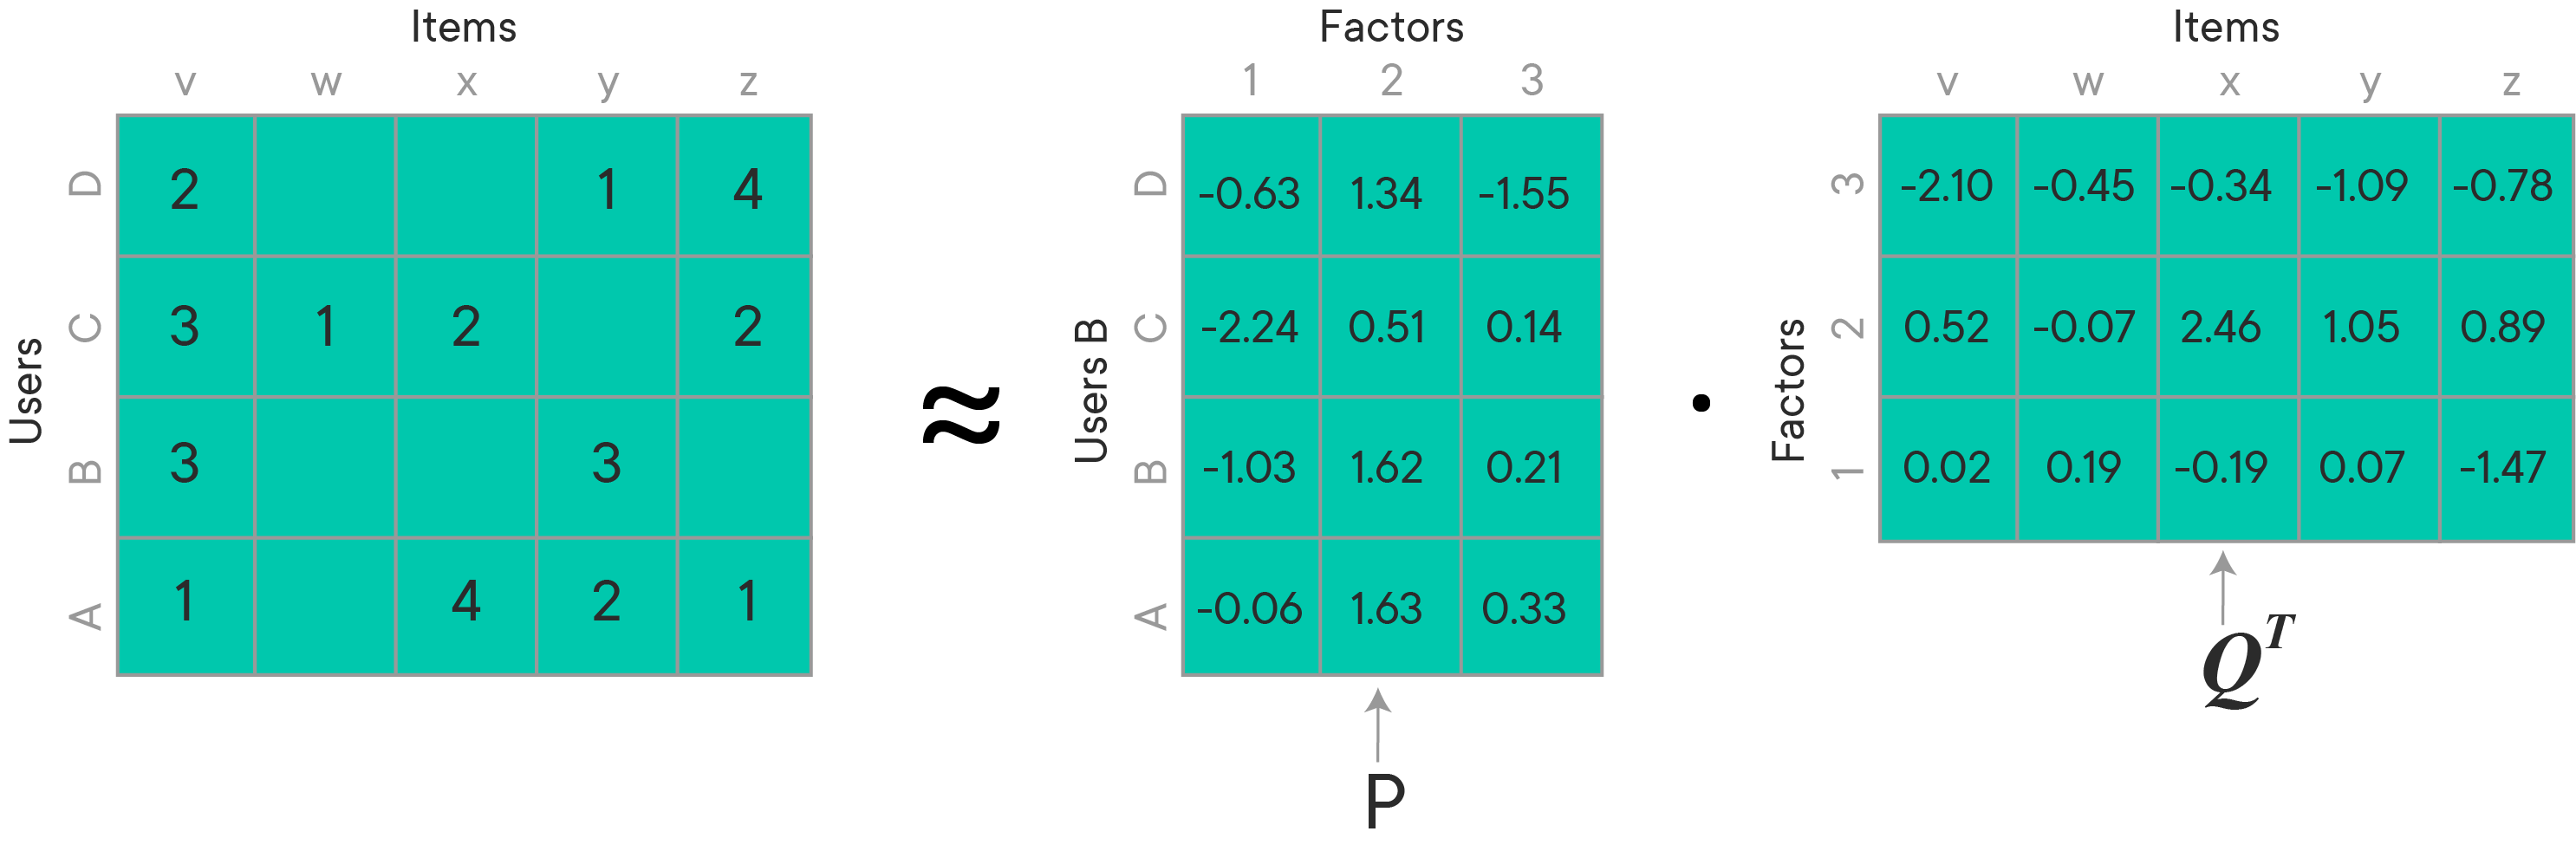 Items
v w x y z
Users
D 2 1 4
C 3 1 2 2
B 3 3
A 1 4 2 1
≈
Factors
1 2 3
Users B
D -0.63 1.34 -1.55
C -2.24 0.51 0.14
B -1.03 1.62 0.21
A -0.06 1.63 0.33
P
·
Items
v w x y z
Factors
3 -2.10 -0.45 -0.34 -1.09 -0.78
2 0.52 -0.07 2.46 1.05 0.89
1 0.02 0.19 -0.19 0.07 -1.47
Q^T